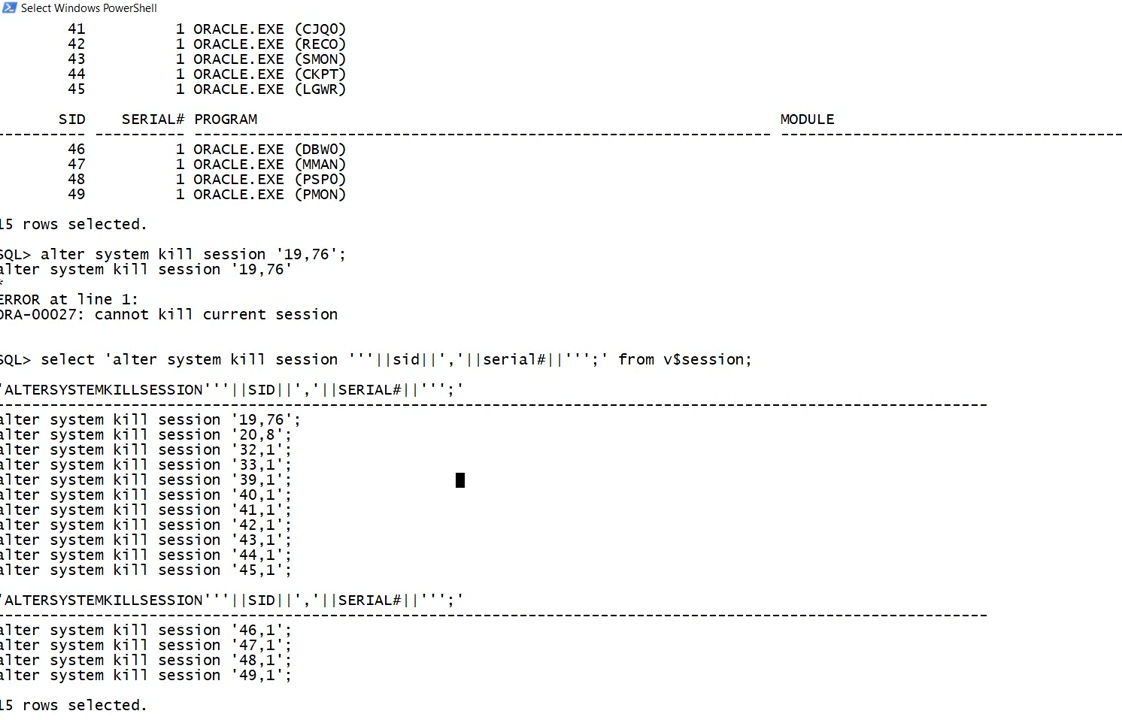 Select Windows PowerShell
41 1 ORACLE.EXE (CJQ0)
42 1 ORACLE.EXE (RECO)
43 1 ORACLE.EXE (SMON)
44 1 ORACLE.EXE (CKPT)
45 1 ORACLE.EXE (LGWR)
SID SERIAL# PROGRAM MODULE
---------- ---------- ---------------------------------------------------------------- --------------------------------------
46 1 ORACLE.EXE (DBW0)
47 1 ORACLE.EXE (MMAN)
48 1 ORACLE.EXE (PSP0)
49 1 ORACLE.EXE (PMON)
15 rows selected.
SQL> alter system kill session '19,76';
alter system kill session '19,76'
*
ERROR at line 1:
ORA-00027: cannot kill current session
SQL> select 'alter system kill session '''||sid||','||serial#||''';' from v$session;
'ALTERSYSTEMKILLSESSION'''||SID||','||SERIAL#||''';'
--------------------------------------------------------------------------------------------------------------
alter system kill session '19,76';
alter system kill session '20,8';
alter system kill session '32,1';
alter system kill session '33,1';
alter system kill session '39,1';
alter system kill session '40,1';
alter system kill session '41,1';
alter system kill session '42,1';
alter system kill session '43,1';
alter system kill session '44,1';
alter system kill session '45,1';
'ALTERSYSTEMKILLSESSION'''||SID||','||SERIAL#||''';'
--------------------------------------------------------------------------------------------------------------
alter system kill session '46,1';
alter system kill session '47,1';
alter system kill session '48,1';
alter system kill session '49,1';
15 rows selected.